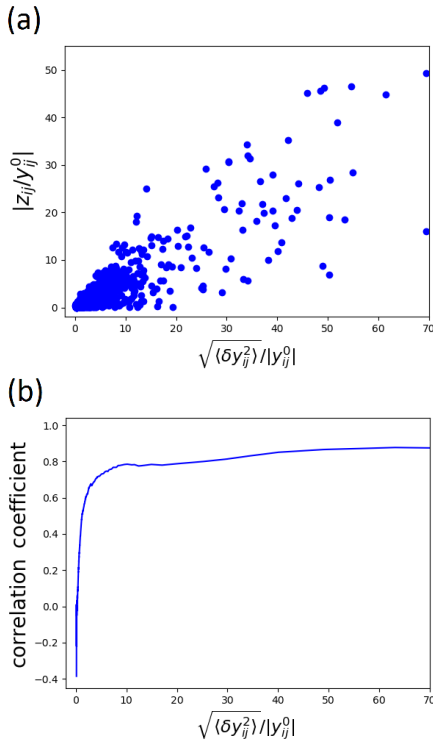 (a)
50
40
30
20
10
0
|z_ij/y_ij^0|
0 10 20 30 40 50 60 70
√⟨δy_ij^2⟩/|y_ij^0|
(b)
1.0
0.8
0.6
0.4
0.2
0.0
−0.2
−0.4
correlation coefficient
0 10 20 30 40 50 60 70
√⟨δy_ij^2⟩/|y_ij^0|